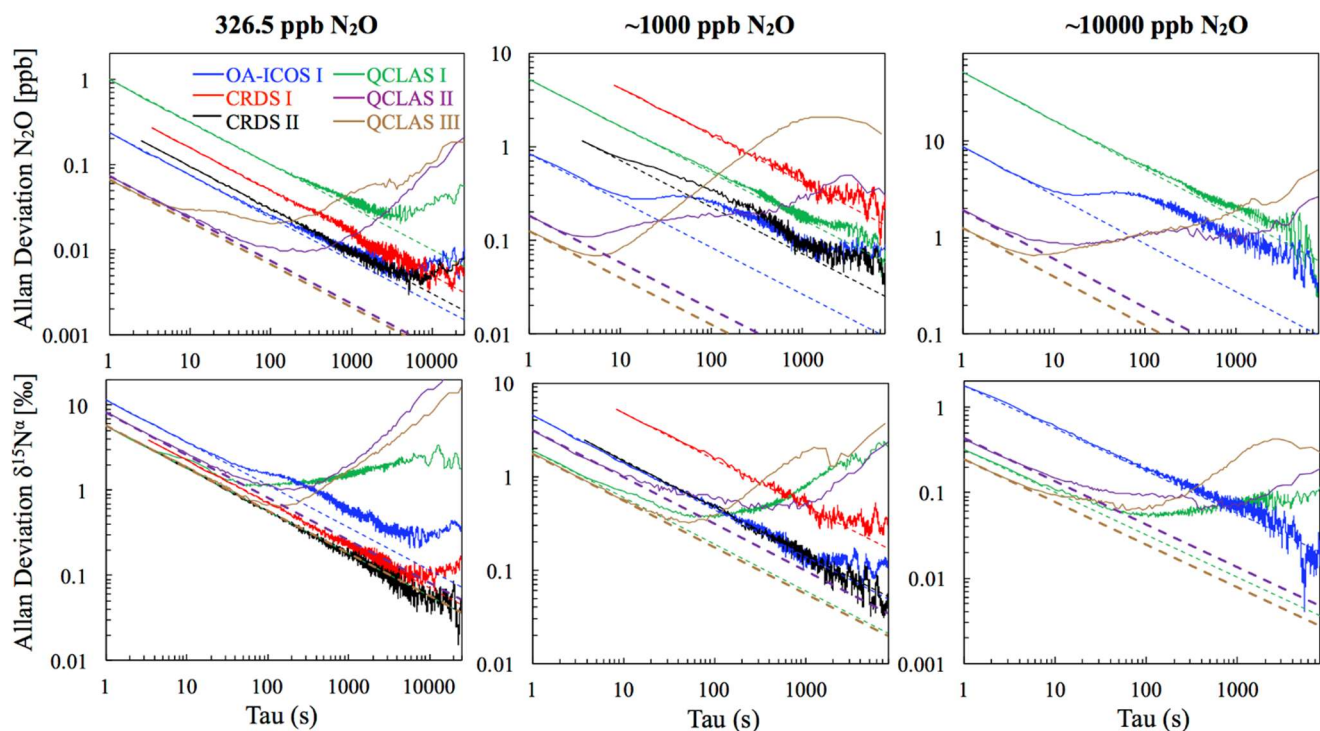 326.5 ppb N₂O ~1000 ppb N₂O ~10000 ppb N₂O
Allan Deviation N₂O [ppb]
1
0.1
0.01
0.001
OA-ICOS I QCLAS I
CRDS I QCLAS II
CRDS II QCLAS III
1 10 100 1000 10000
10
1
0.1
0.01
1 10 100 1000
10
1
0.1
1 10 100 1000
Allan Deviation δ¹⁵Nᵅ [‰]
10
1
0.1
0.01
1 10 100 1000 10000
Tau (s)
10
1
0.1
0.01
1 10 100 1000
Tau (s)
1
0.1
0.01
0.001
1 10 100 1000
Tau (s)